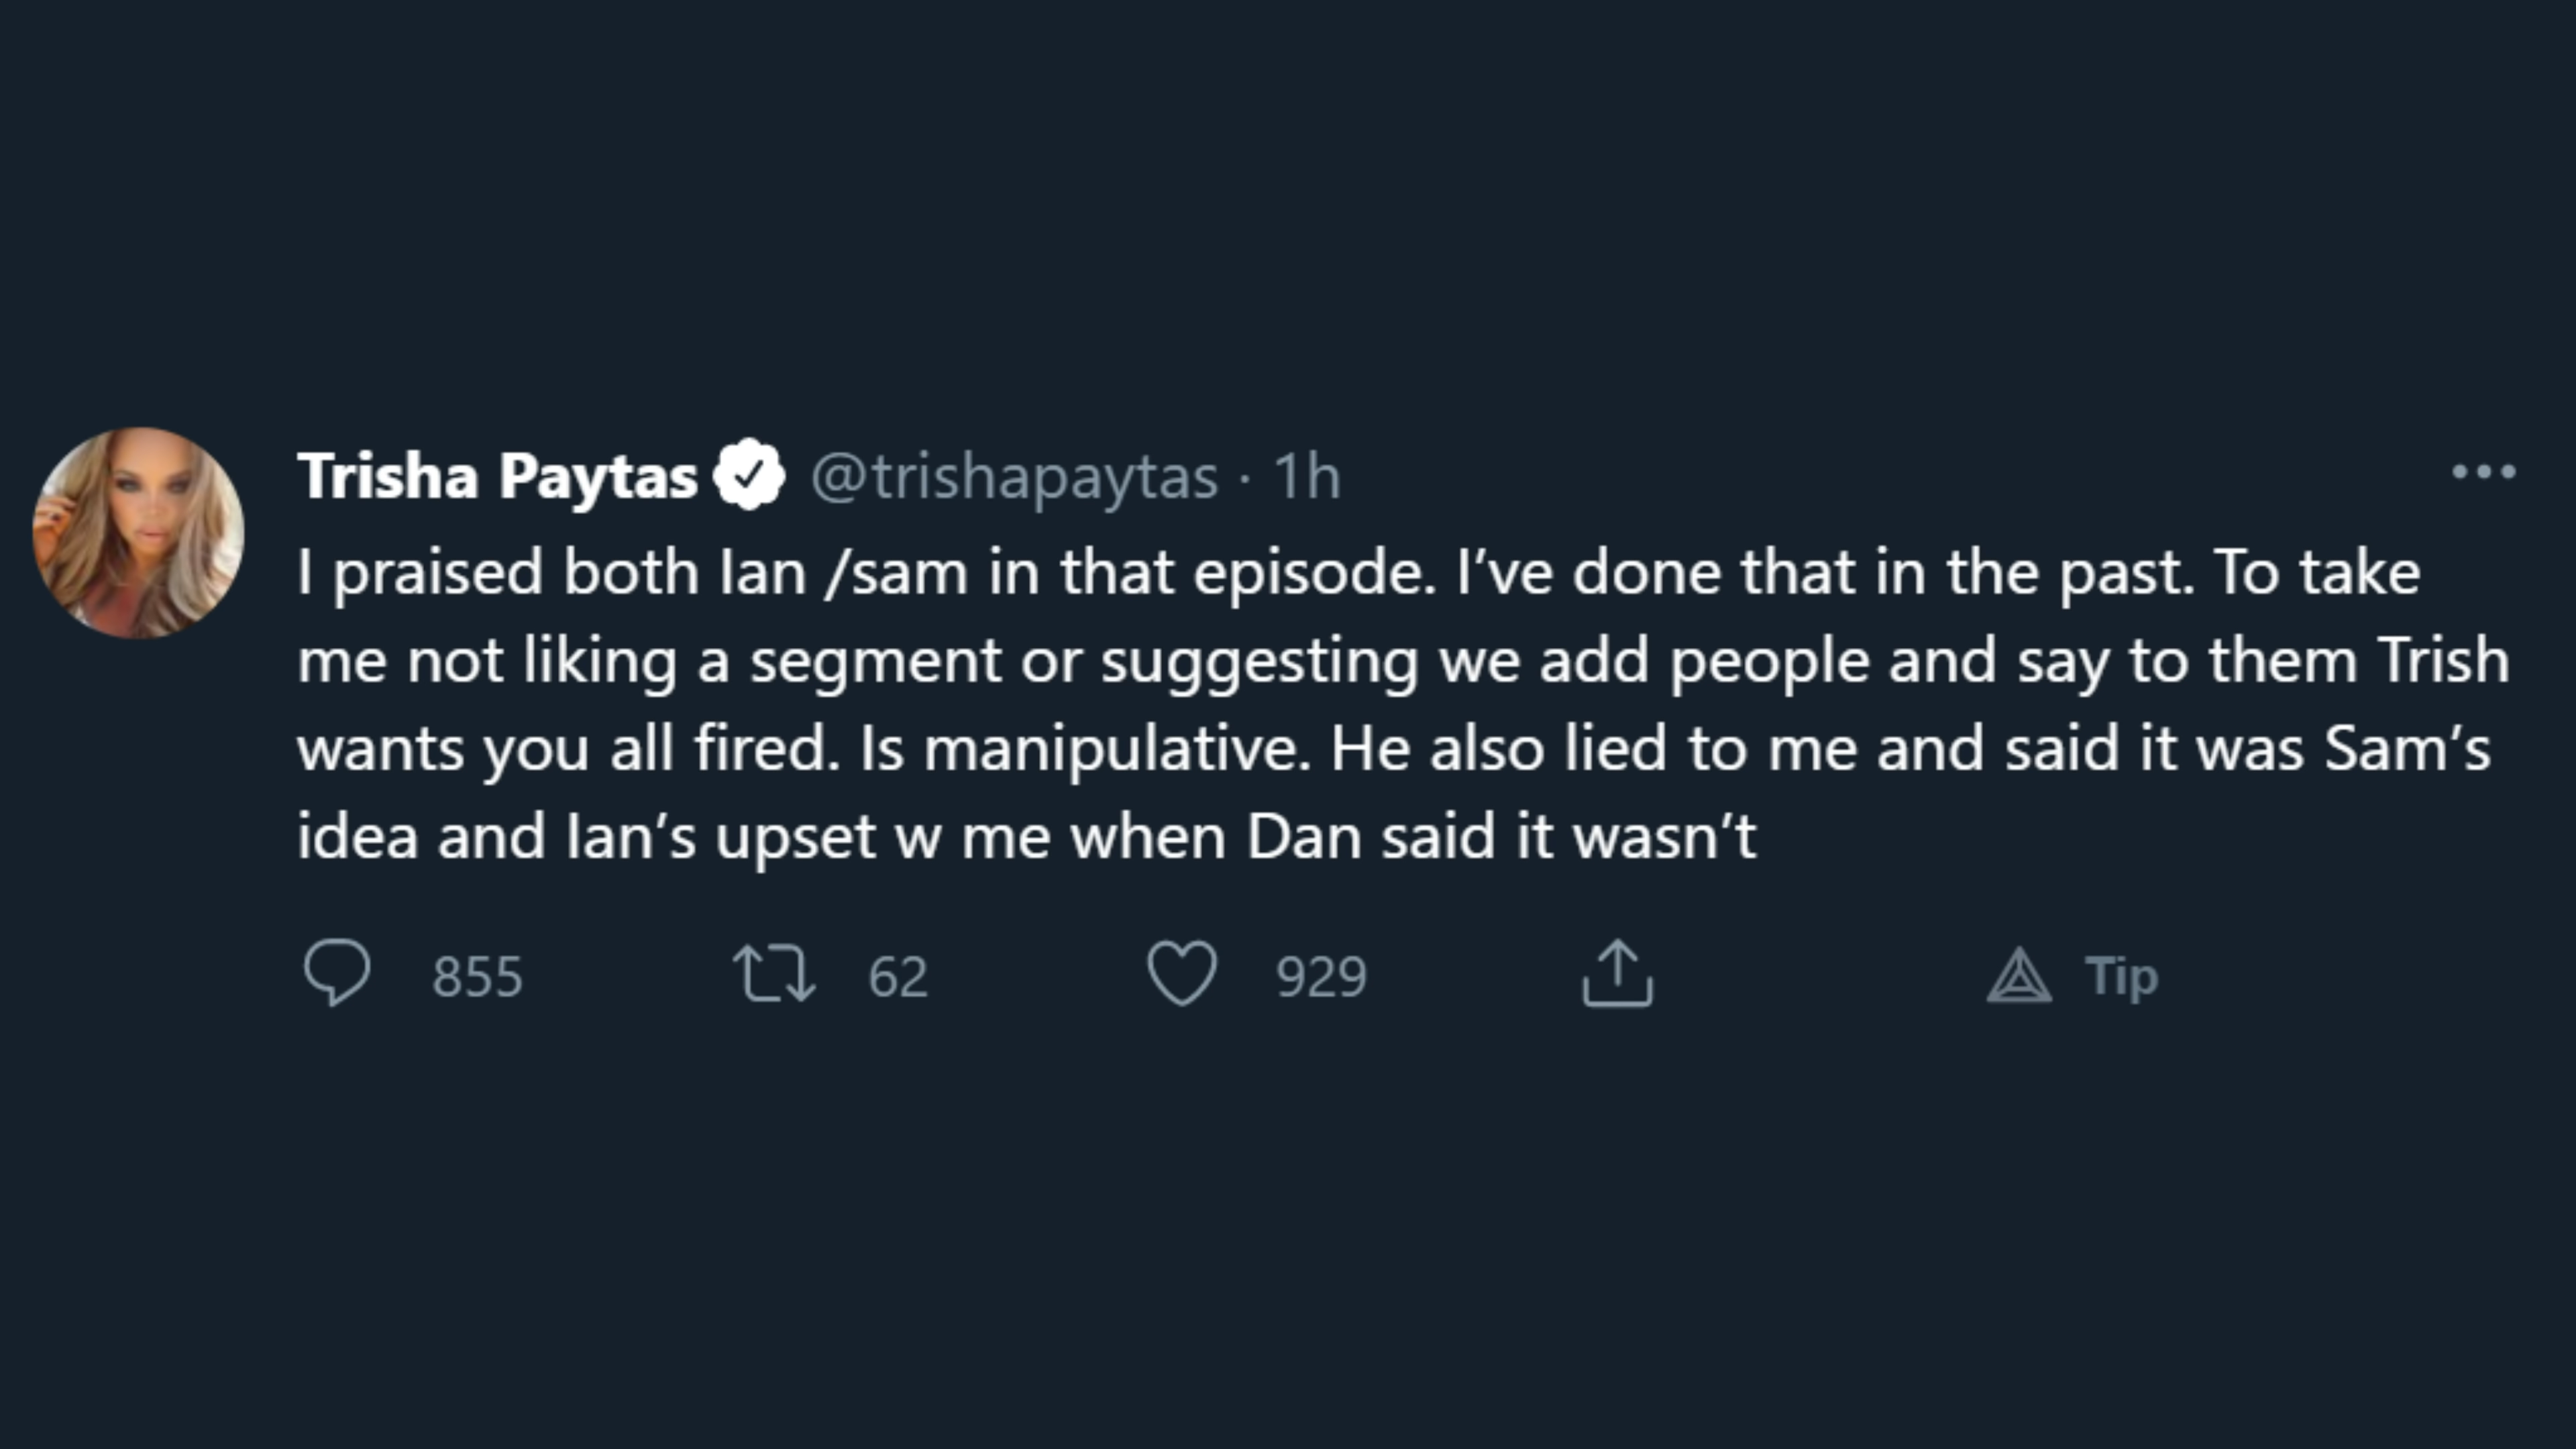 Trisha Paytas @trishapaytas · 1h
I praised both Ian /sam in that episode. I’ve done that in the past. To take
me not liking a segment or suggesting we add people and say to them Trish
wants you all fired. Is manipulative. He also lied to me and said it was Sam’s
idea and Ian’s upset w me when Dan said it wasn’t
855 62 929 Tip